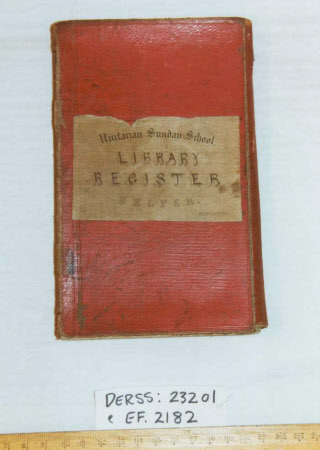 Unitarian Sunday School
LIBRARY
REGISTER
BELPER.
DERSS: 23201
EF. 2182